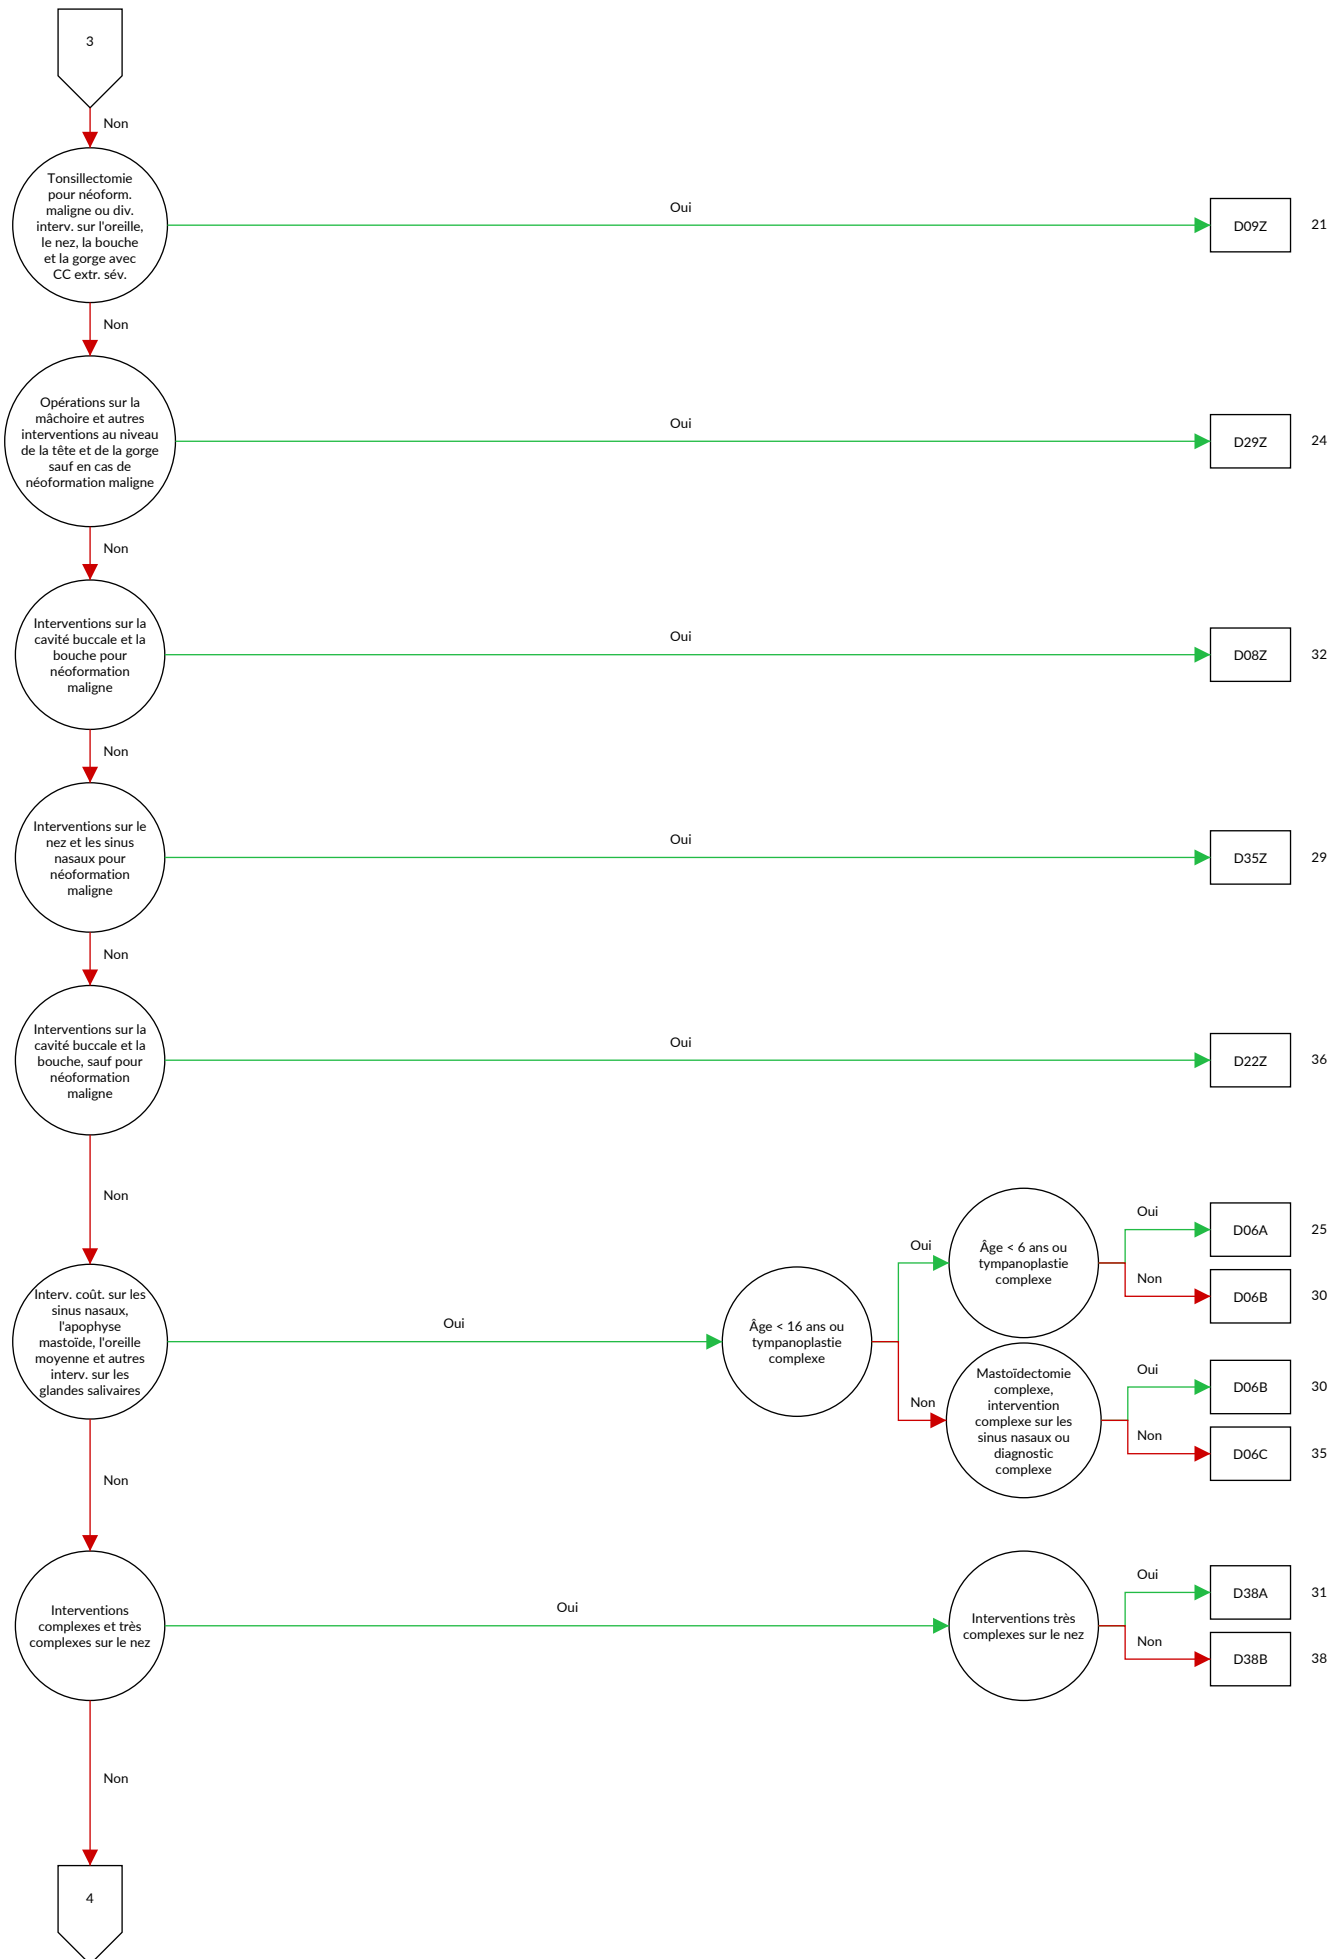 3
Non
Tonsillectomie
pour néoform.
maligne ou div.
interv. sur l'oreille,
le nez, la bouche
et la gorge avec
CC extr. sév.
Oui
D09Z
21
Non
Opérations sur la
mâchoire et autres
interventions au niveau
de la tête et de la gorge
sauf en cas de
néoformation maligne
Oui
D29Z
24
Non
Interventions sur la
cavité buccale et la
bouche pour
néoformation
maligne
Oui
D08Z
32
Non
Interventions sur le
nez et les sinus
nasaux pour
néoformation
maligne
Oui
D35Z
29
Non
Interventions sur la
cavité buccale et la
bouche, sauf pour
néoformation
maligne
Oui
D22Z
36
Non
Interv. coût. sur les
sinus nasaux,
l'apophyse
mastoïde, l'oreille
moyenne et autres
interv. sur les
glandes salivaires
Oui
Âge < 16 ans ou
tympanoplastie
complexe
Oui
Âge < 6 ans ou
tympanoplastie
complexe
Oui
D06A
25
Non
D06B
30
Non
Mastoïdectomie
complexe,
intervention
complexe sur les
sinus nasaux ou
diagnostic
complexe
Oui
D06B
30
Non
D06C
35
Non
Interventions
complexes et très
complexes sur le nez
Oui
Interventions très
complexes sur le nez
Oui
D38A
31
Non
D38B
38
Non
4